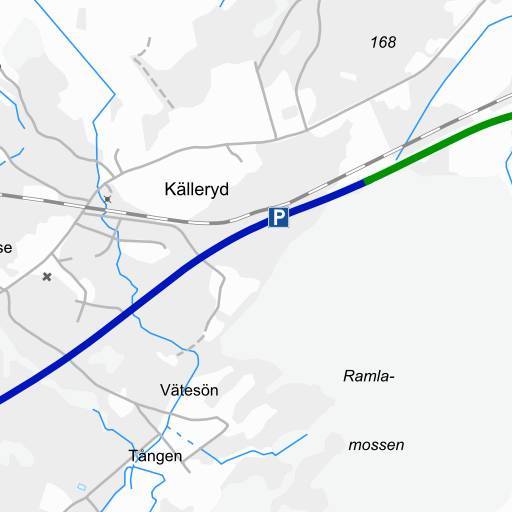 168
Källeryd
P
se
Ramla-
Vätesön
mossen
Tången